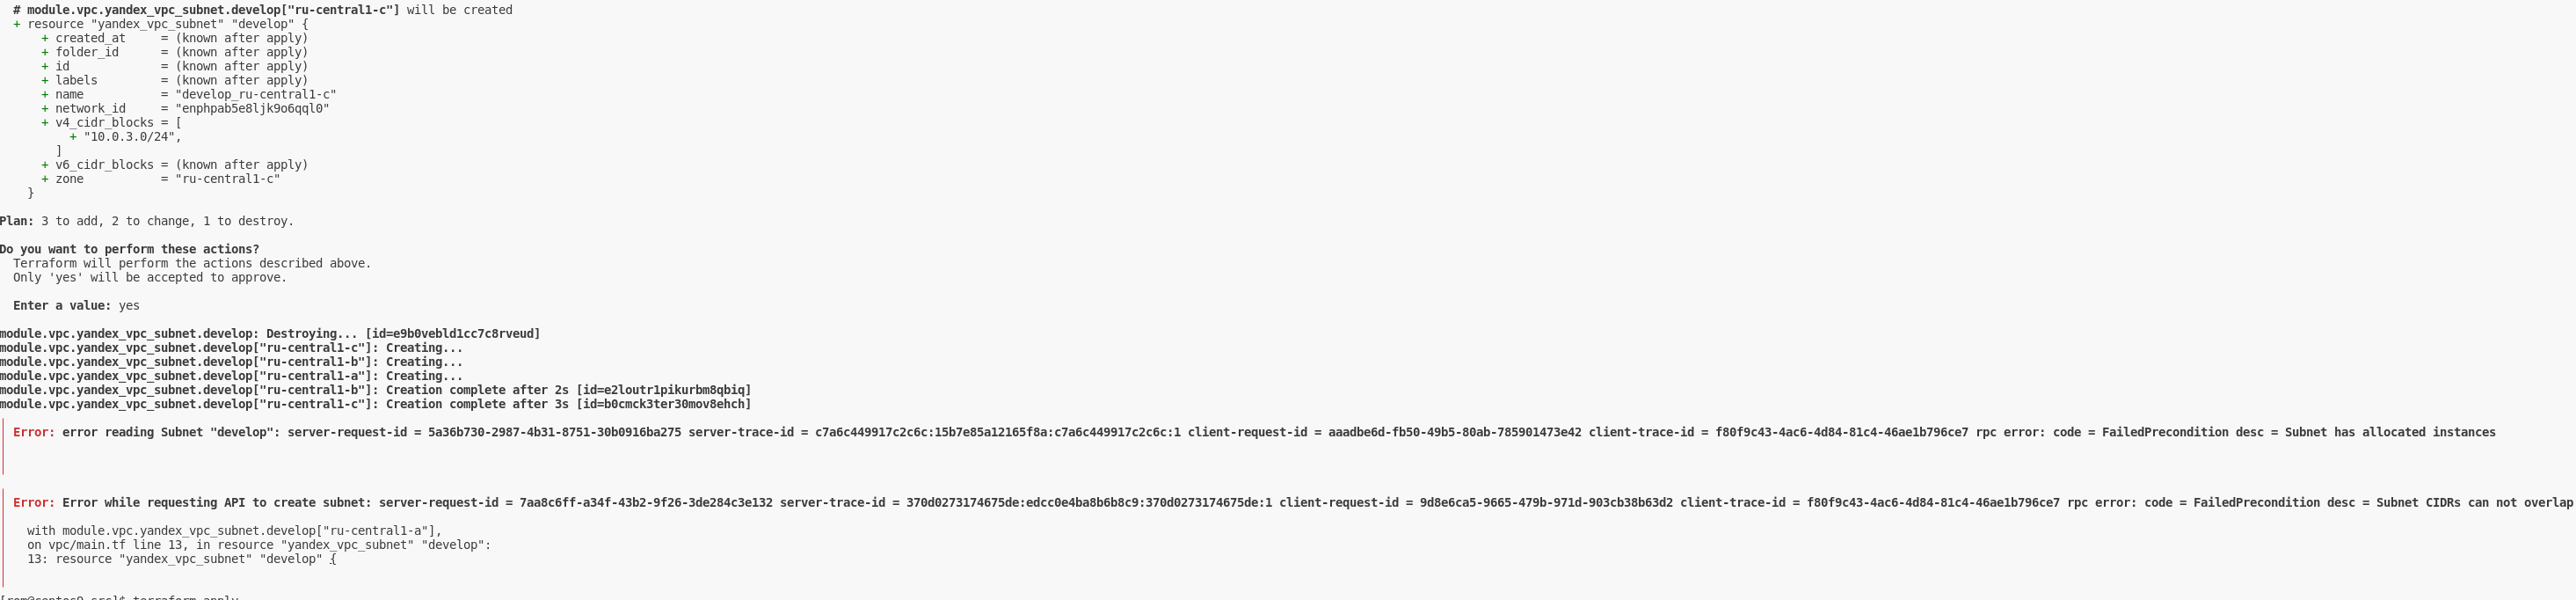 # module.vpc.yandex_vpc_subnet.develop["ru-central1-c"] will be created
+ resource "yandex_vpc_subnet" "develop" {
+ created_at = (known after apply)
+ folder_id = (known after apply)
+ id = (known after apply)
+ labels = (known after apply)
+ name = "develop_ru-central1-c"
+ network_id = "enphpab5e8ljk9o6qql0"
+ v4_cidr_blocks = [
+ "10.0.3.0/24",
]
+ v6_cidr_blocks = (known after apply)
+ zone = "ru-central1-c"
}
Plan: 3 to add, 2 to change, 1 to destroy.
Do you want to perform these actions?
Terraform will perform the actions described above.
Only 'yes' will be accepted to approve.
Enter a value: yes
module.vpc.yandex_vpc_subnet.develop: Destroying... [id=e9b0vebld1cc7c8rveud]
module.vpc.yandex_vpc_subnet.develop["ru-central1-c"]: Creating...
module.vpc.yandex_vpc_subnet.develop["ru-central1-b"]: Creating...
module.vpc.yandex_vpc_subnet.develop["ru-central1-a"]: Creating...
module.vpc.yandex_vpc_subnet.develop["ru-central1-b"]: Creation complete after 2s [id=e2loutr1pikurbm8qbiq]
module.vpc.yandex_vpc_subnet.develop["ru-central1-c"]: Creation complete after 3s [id=b0cmck3ter30mov8ehch]
Error: error reading Subnet "develop": server-request-id = 5a36b730-2987-4b31-8751-30b0916ba275 server-trace-id = c7a6c449917c2c6c:15b7e85a12165f8a:c7a6c449917c2c6c:1 client-request-id = aaadbe6d-fb50-49b5-80ab-785901473e42 client-trace-id = f80f9c43-4ac6-4d84-81c4-46ae1b796ce7 rpc error: code = FailedPrecondition desc = Subnet has allocated instances
Error: Error while requesting API to create subnet: server-request-id = 7aa8c6ff-a34f-43b2-9f26-3de284c3e132 server-trace-id = 370d0273174675de:edcc0e4ba8b6b8c9:370d0273174675de:1 client-request-id = 9d8e6ca5-9665-479b-971d-903cb38b63d2 client-trace-id = f80f9c43-4ac6-4d84-81c4-46ae1b796ce7 rpc error: code = FailedPrecondition desc = Subnet CIDRs can not overlap
with module.vpc.yandex_vpc_subnet.develop["ru-central1-a"],
on vpc/main.tf line 13, in resource "yandex_vpc_subnet" "develop":
13: resource "yandex_vpc_subnet" "develop" {